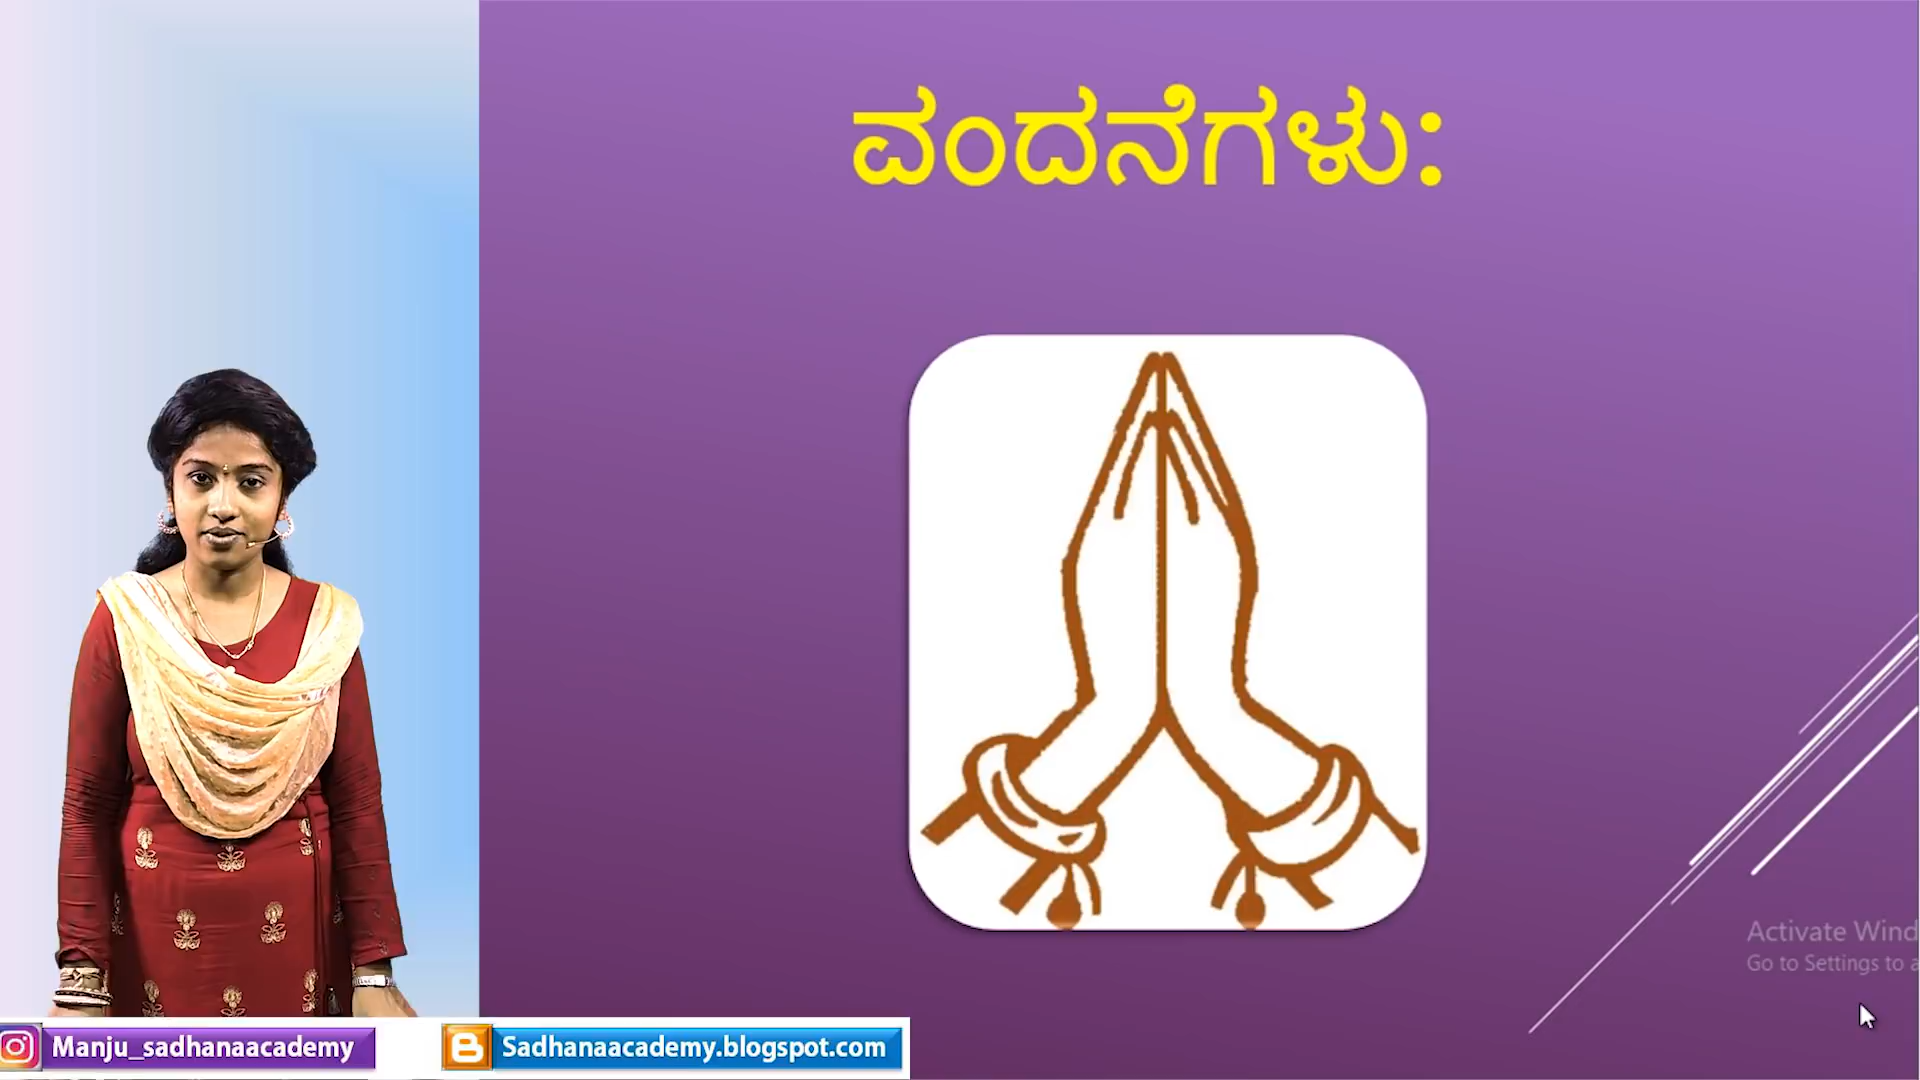 ವಂದನೆಗಳು:
Activate Wind
Go to Settings to a
Manju_sadhanaacademy
Sadhanaacademy.blogspot.com